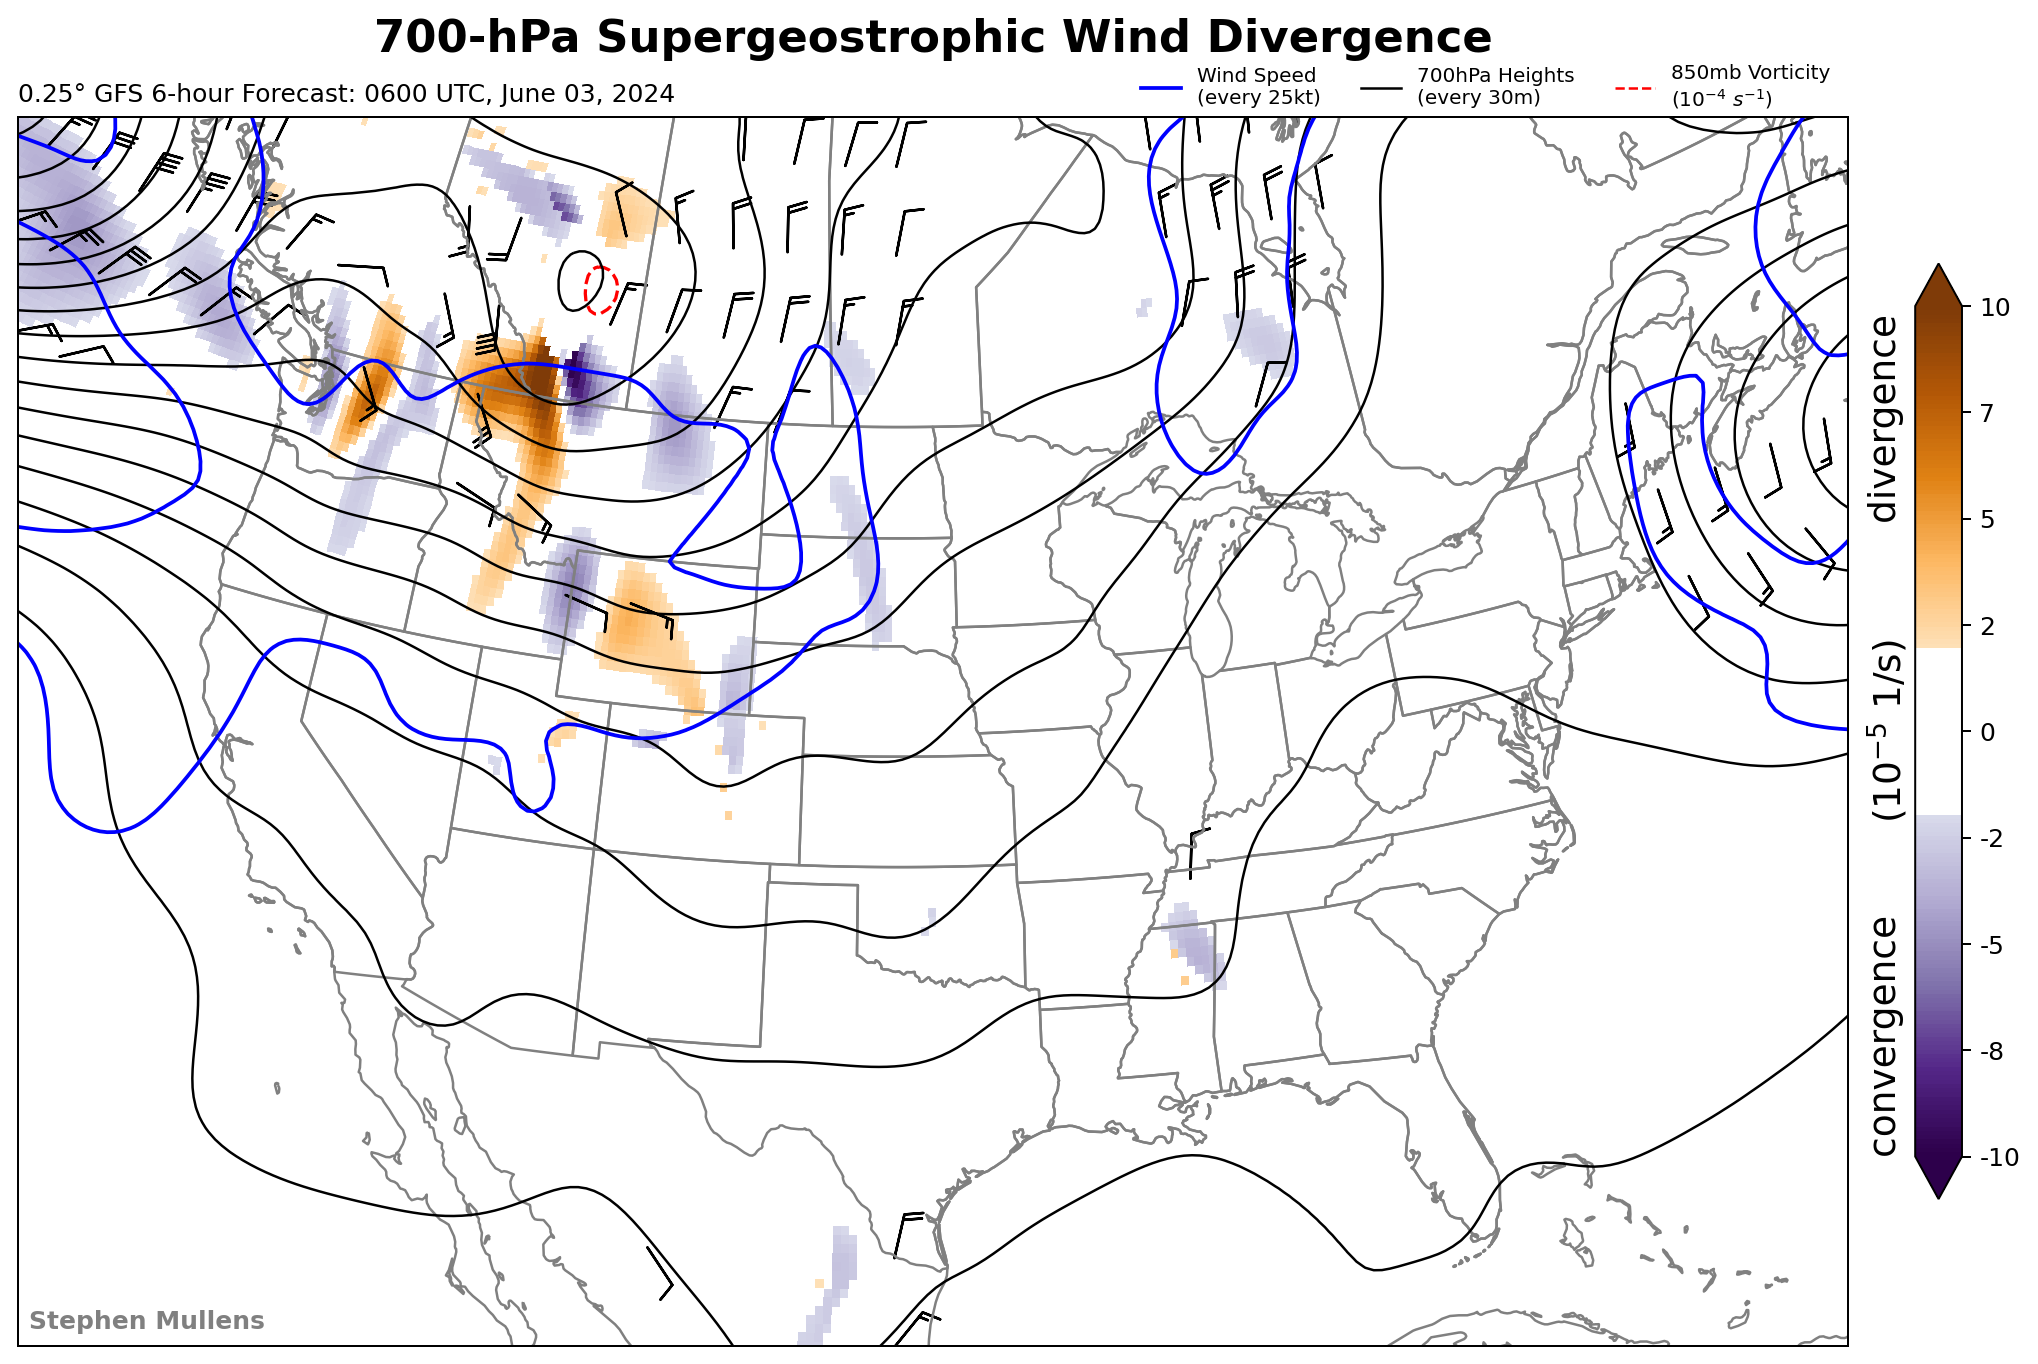 700-hPa Supergeostrophic Wind Divergence
0.25° GFS 6-hour Forecast: 0600 UTC, June 03, 2024
Wind Speed
(every 25kt)
700hPa Heights
(every 30m)
850mb Vorticity
(10⁻⁴ s⁻¹)
10
7
5
2
0
-2
-5
-8
-10
convergence (10⁻⁵ 1/s) divergence
Stephen Mullens